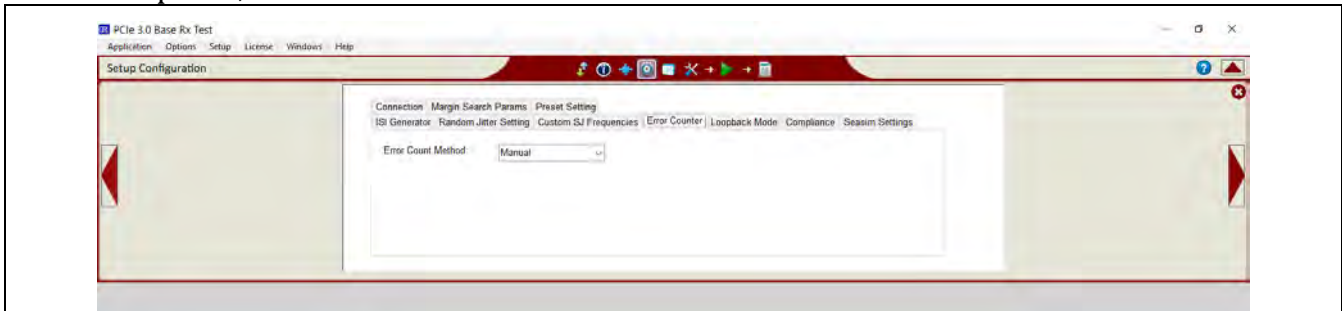 PCIe 3.0 Base Rx Test
Application Options Setup License Windows Help
Setup Configuration
Connection Margin Search Params Preset Setting
ISI Generator Random Jitter Setting Custom SJ Frequencies Error Counter Loopback Mode Compliance Seasim Settings
Error Count Method Manual